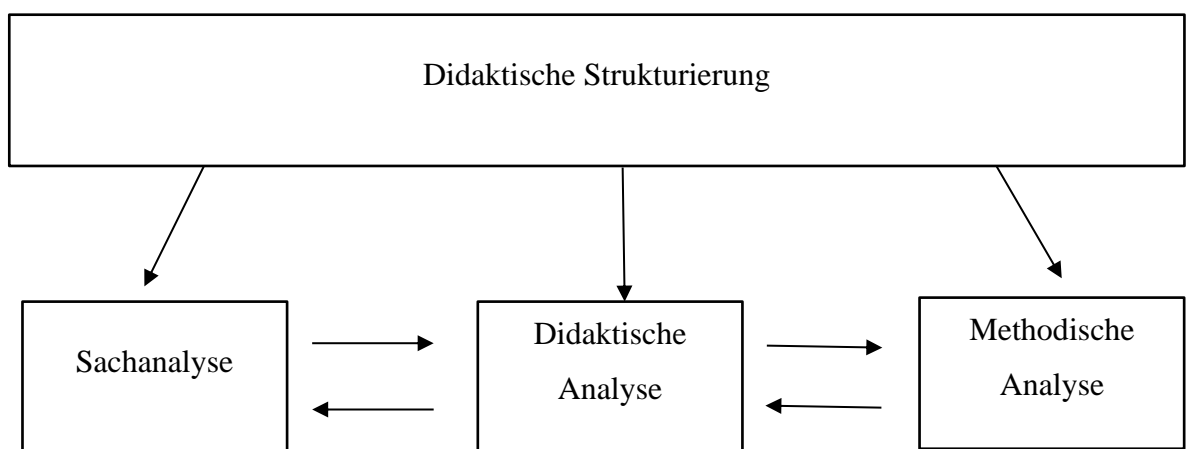 Didaktische Strukturierung
Sachanalyse
Didaktische
Analyse
Methodische
Analyse